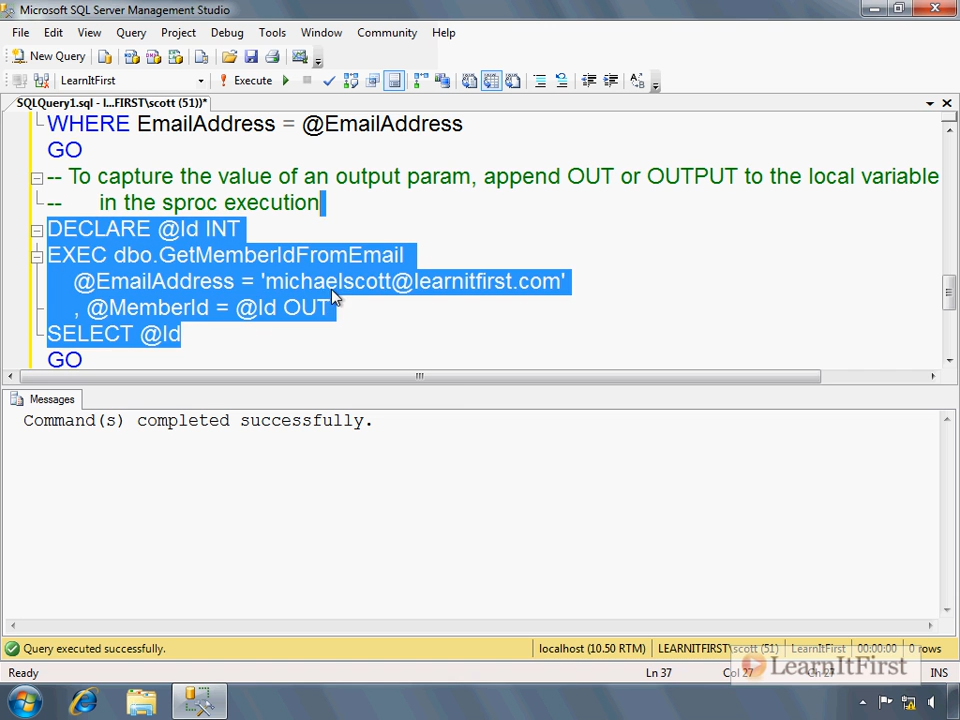 Microsoft SQL Server Management Studio
File Edit View Query Project Debug Tools Window Community Help
New Query
LearnItFirst Execute
SQLQuery1.sql - l...FIRST\scott (51))*
WHERE EmailAddress = @EmailAddress
GO
-- To capture the value of an output param, append OUT or OUTPUT to the local variable
-- in the sproc execution
DECLARE @Id INT
EXEC dbo.GetMemberIdFromEmail
@EmailAddress = 'michaelscott@learnitfirst.com'
, @MemberId = @Id OUT
SELECT @Id
GO
Messages
Command(s) completed successfully.
Query executed successfully. localhost (10.50 RTM) LEARNITFIRST\scott (51) LearnItFirst 00:00:00 0 rows
Ready Ln 37 Col 27 Ch 27 INS
LearnItFirst